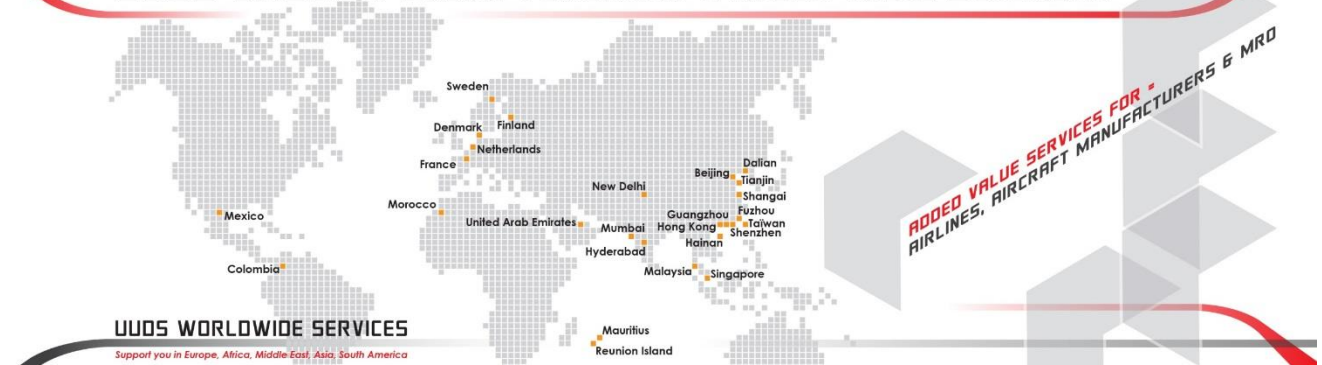 ADDED VALUE SERVICES FOR =
AIRLINES, AIRCRAFT MANUFACTURERS & MRO
Sweden
Finland
Denmark
Netherlands
France
Morocco
Mexico
Colombia
United Arab Emirates
New Delhi
Mumbai
Hyderabad
Dalian
Beijing
Tianjin
Shangai
Fuzhou
Guangzhou
Taïwan
Hong Kong
Shenzhen
Hainan
Malaysia
Singapore
Mauritius
Reunion Island
UUDS WORLDWIDE SERVICES
Support you in Europe, Africa, Middle East, Asia, South America